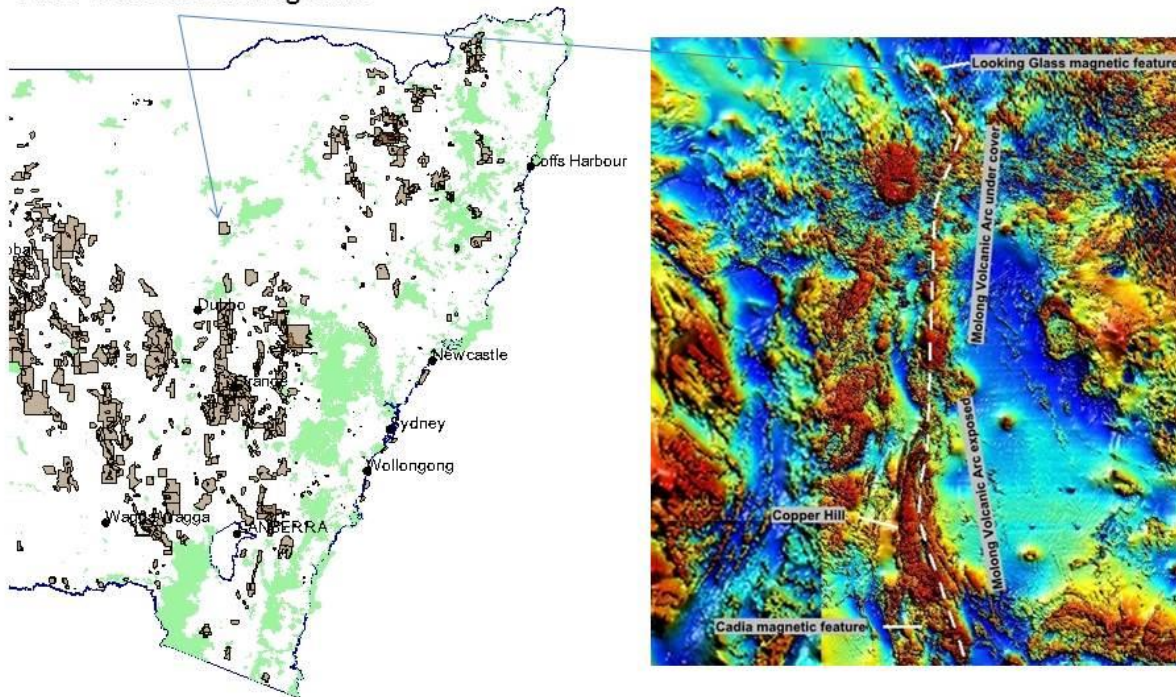 Looking Glass magnetic feature
Molong Volcanic Arc under cover
Coffs Harbour
Dubbo
Newcastle
Orange
Sydney
Molong Volcanic Arc exposed
Wollongong
Copper Hill
Wagga Wagga
CANBERRA
Cadia magnetic feature